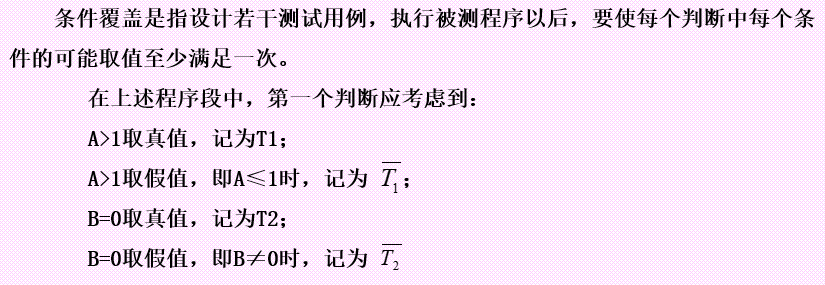 条件覆盖是指设计若干测试用例，执行被测程序以后，要使每个判断中每个条
件的可能取值至少满足一次。
在上述程序段中，第一个判断应考虑到：
A>1取真值，记为T1；
A>1取假值，即A≤1时，记为 $\overline{T_1}$；
B=0取真值，记为T2；
B=0取假值，即B≠0时，记为 $\overline{T_2}$